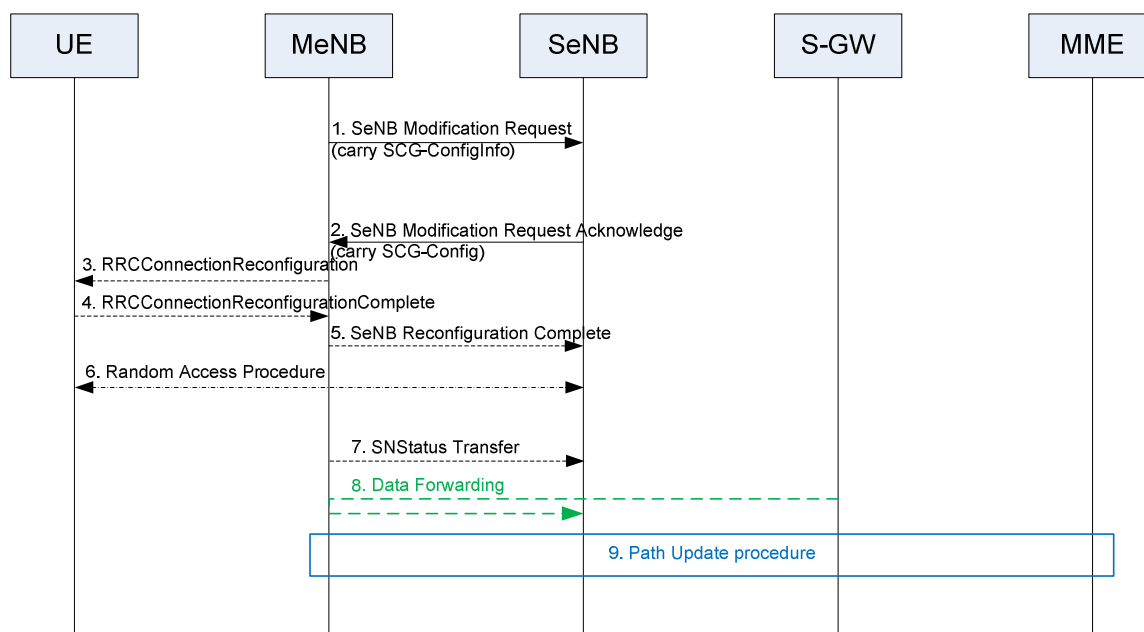 UE
MeNB
SeNB
S-GW
MME
1. SeNB Modification Request
(carry SCG-ConfigInfo)
2. SeNB Modification Request Acknowledge
(carry SCG-Config)
3. RRCConnectionReconfiguration
4. RRCConnectionReconfigurationComplete
5. SeNB Reconfiguration Complete
6. Random Access Procedure
7. SNStatus Transfer
8. Data Forwarding
9. Path Update procedure